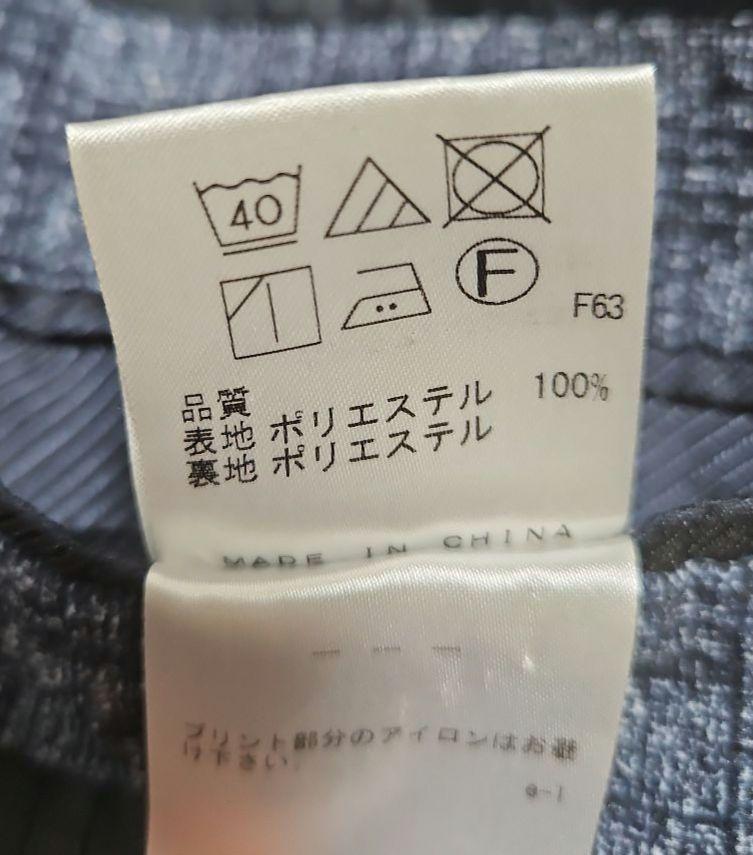 40
F
F63
品質
表地 ポリエステル 100%
裏地 ポリエステル
MADE IN CHINA
プリント部分のアイロンはお避
け下さい。